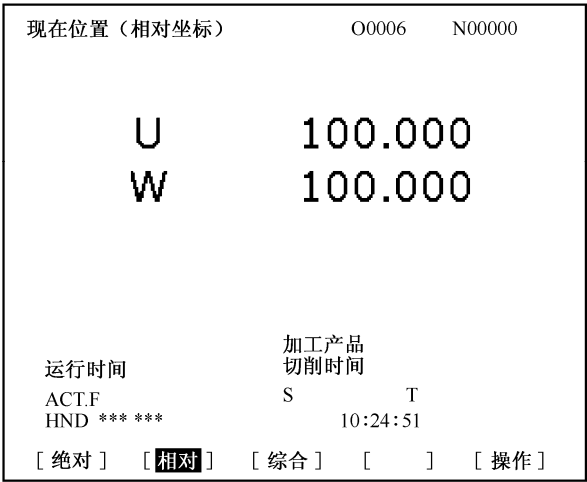 现在位置（相对坐标） O0006 N00000
U 100.000
W 100.000
加工产品
运行时间 切削时间
ACT.F S T
HND *** *** 10:24:51
[ 绝对 ] [ 相对 ] [ 综合 ] [ ] [ 操作 ]